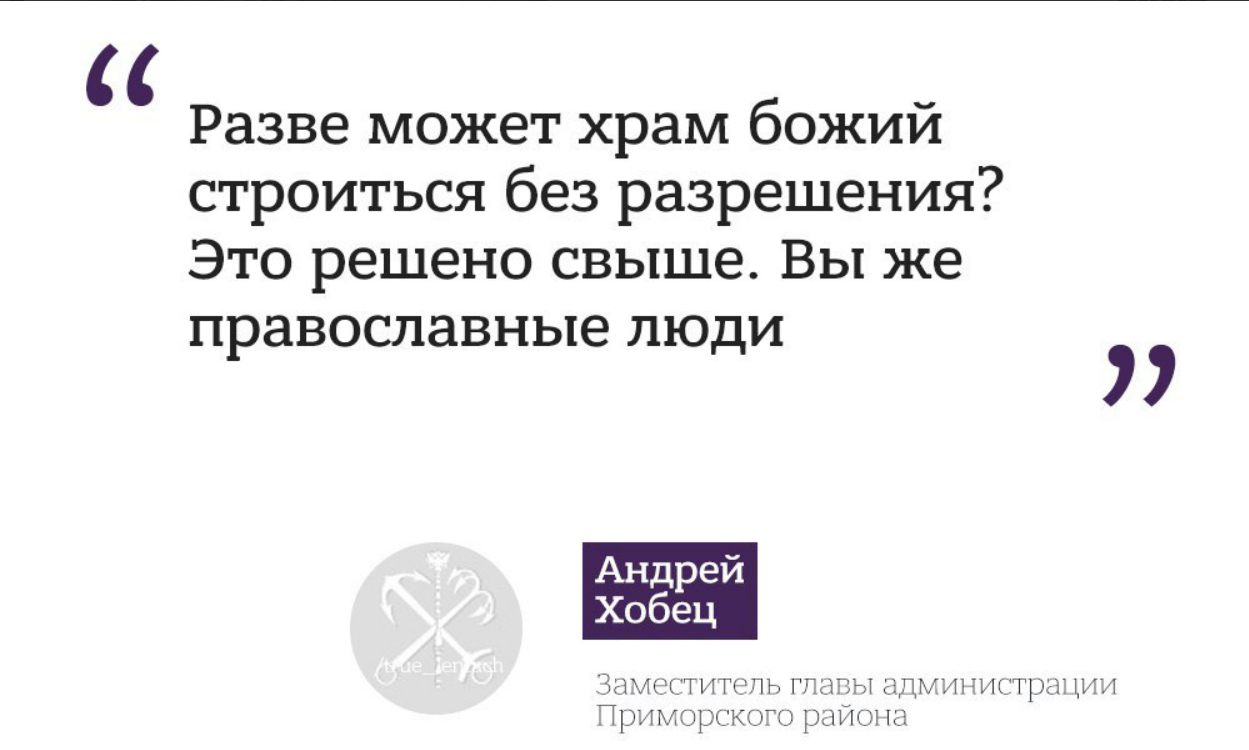 “
Разве может храм божий
строиться без разрешения?
Это решено свыше. Вы же
православные люди
”
Андрей
Хобец
/true_lentach
Заместитель главы администрации
Приморского района